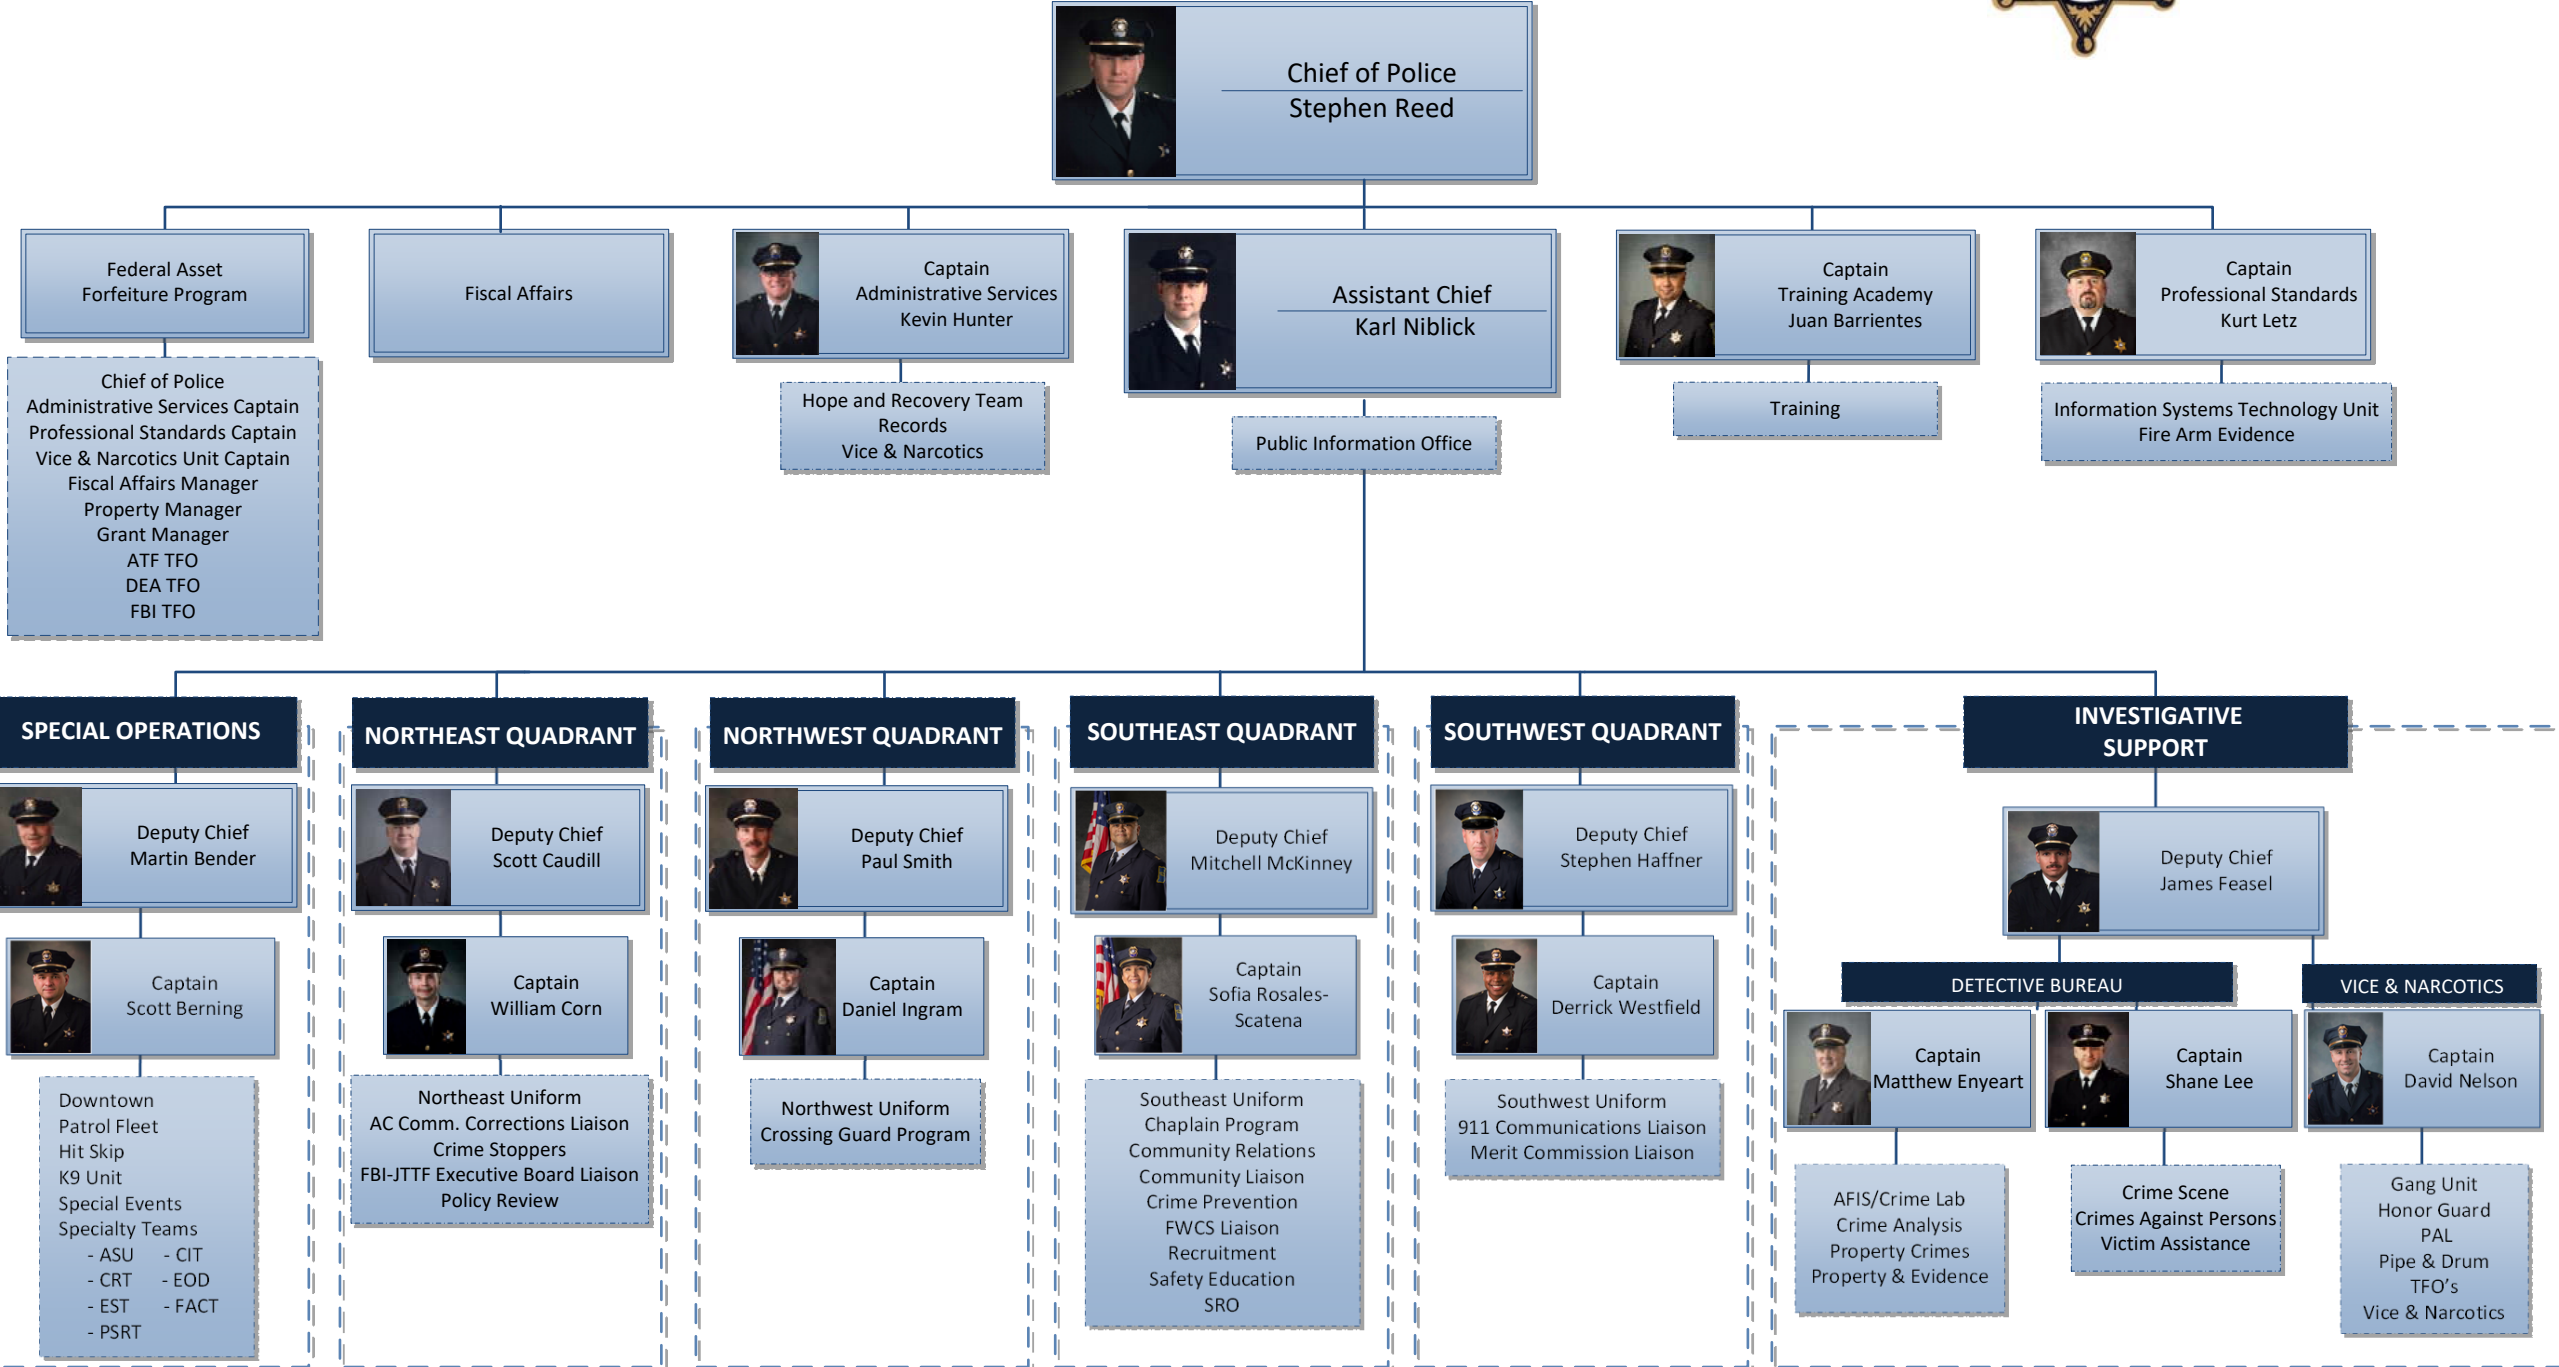 Chief of Police
Stephen Reed
Federal Asset
Forfeiture Program
Fiscal Affairs
Captain
Administrative Services
Kevin Hunter
Assistant Chief
Karl Niblick
Captain
Training Academy
Juan Barrientes
Captain
Professional Standards
Kurt Letz
Chief of Police
Administrative Services Captain
Professional Standards Captain
Vice & Narcotics Unit Captain
Fiscal Affairs Manager
Property Manager
Grant Manager
ATF TFO
DEA TFO
FBI TFO
Hope and Recovery Team
Records
Vice & Narcotics
Public Information Office
Training
Information Systems Technology Unit
Fire Arm Evidence
SPECIAL OPERATIONS
Deputy Chief
Martin Bender
Captain
Scott Berning
Downtown
Patrol Fleet
Hit Skip
K9 Unit
Special Events
Specialty Teams
- ASU - CIT
- CRT - EOD
- EST - FACT
- PSRT
NORTHEAST QUADRANT
Deputy Chief
Scott Caudill
Captain
William Corn
Northeast Uniform
AC Comm. Corrections Liaison
Crime Stoppers
FBI-JTTF Executive Board Liaison
Policy Review
NORTHWEST QUADRANT
Deputy Chief
Paul Smith
Captain
Daniel Ingram
Northwest Uniform
Crossing Guard Program
SOUTHEAST QUADRANT
Deputy Chief
Mitchell McKinney
Captain
Sofia Rosales-
Scatena
Southeast Uniform
Chaplain Program
Community Relations
Community Liaison
Crime Prevention
FWCS Liaison
Recruitment
Safety Education
SRO
SOUTHWEST QUADRANT
Deputy Chief
Stephen Haffner
Captain
Derrick Westfield
Southwest Uniform
911 Communications Liaison
Merit Commission Liaison
INVESTIGATIVE
SUPPORT
Deputy Chief
James Feasel
DETECTIVE BUREAU
Captain
Matthew Enyeart
AFIS/Crime Lab
Crime Analysis
Property Crimes
Property & Evidence
Captain
Shane Lee
Crime Scene
Crimes Against Persons
Victim Assistance
VICE & NARCOTICS
Captain
David Nelson
Gang Unit
Honor Guard
PAL
Pipe & Drum
TFO's
Vice & Narcotics